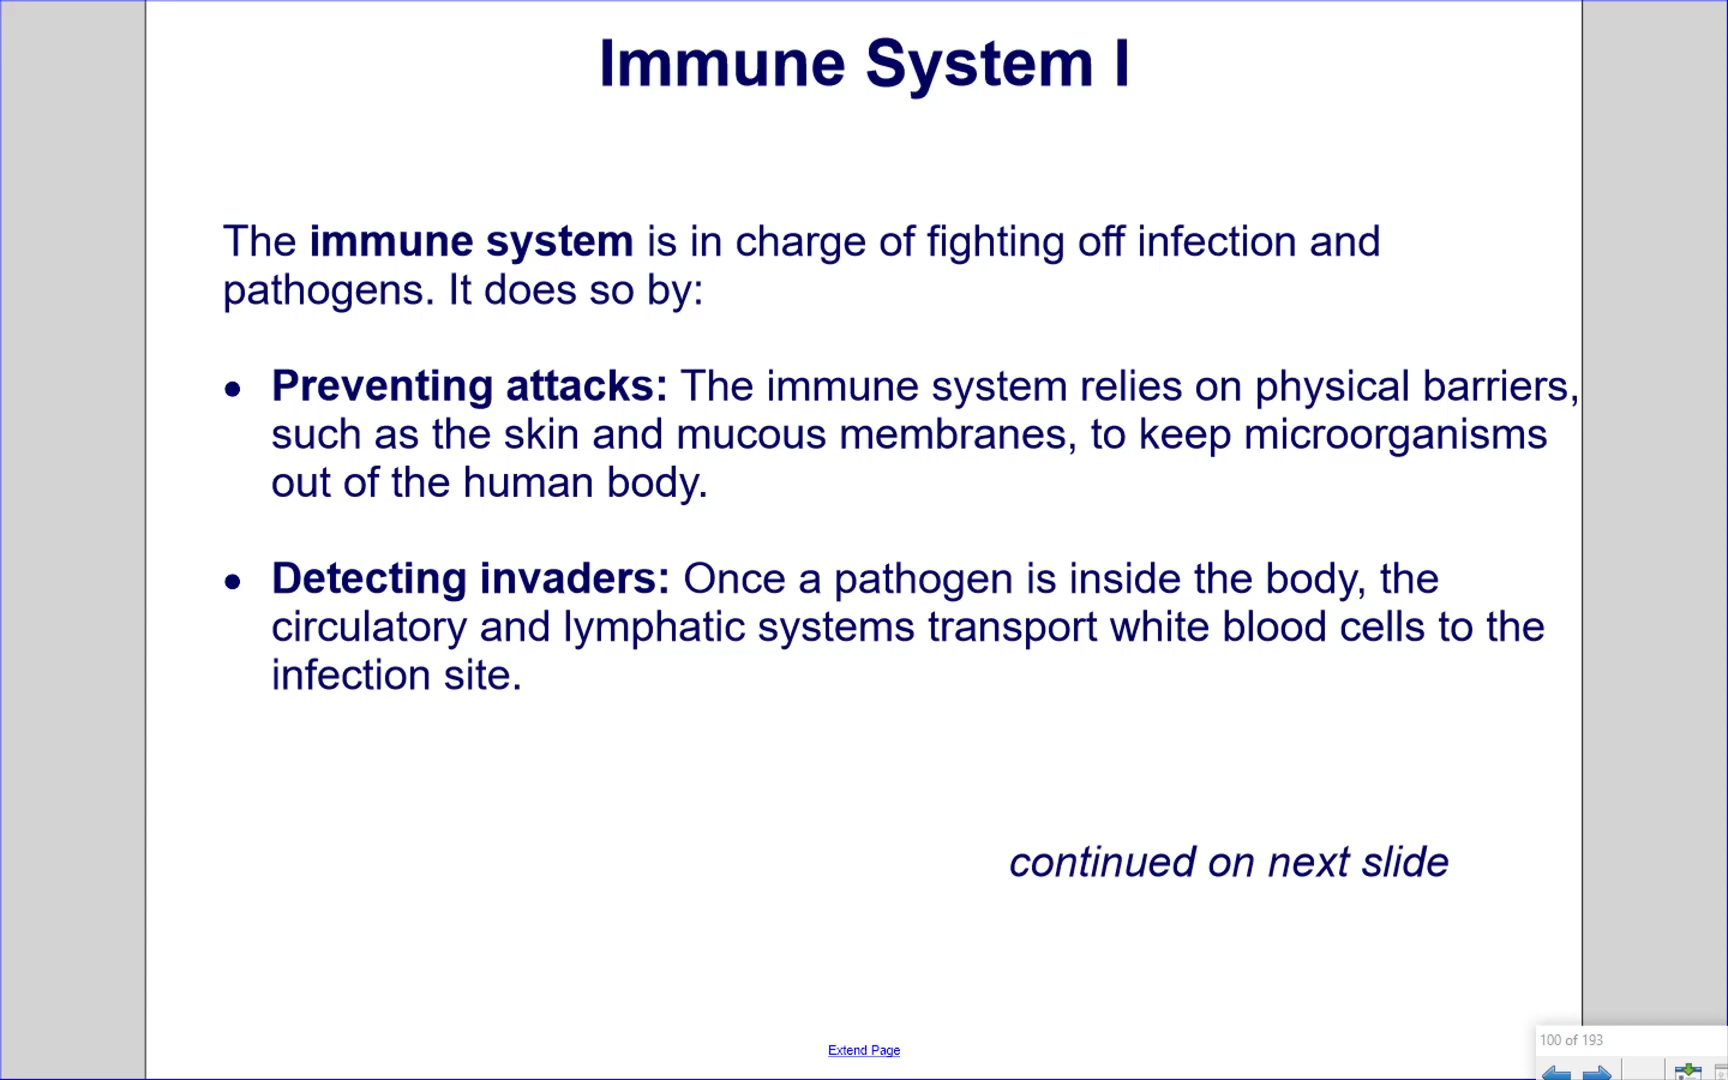 Immune System I
The immune system is in charge of fighting off infection and
pathogens. It does so by:
• Preventing attacks: The immune system relies on physical barriers,
such as the skin and mucous membranes, to keep microorganisms
out of the human body.
• Detecting invaders: Once a pathogen is inside the body, the
circulatory and lymphatic systems transport white blood cells to the
infection site.
continued on next slide
Extend Page
100 of 193